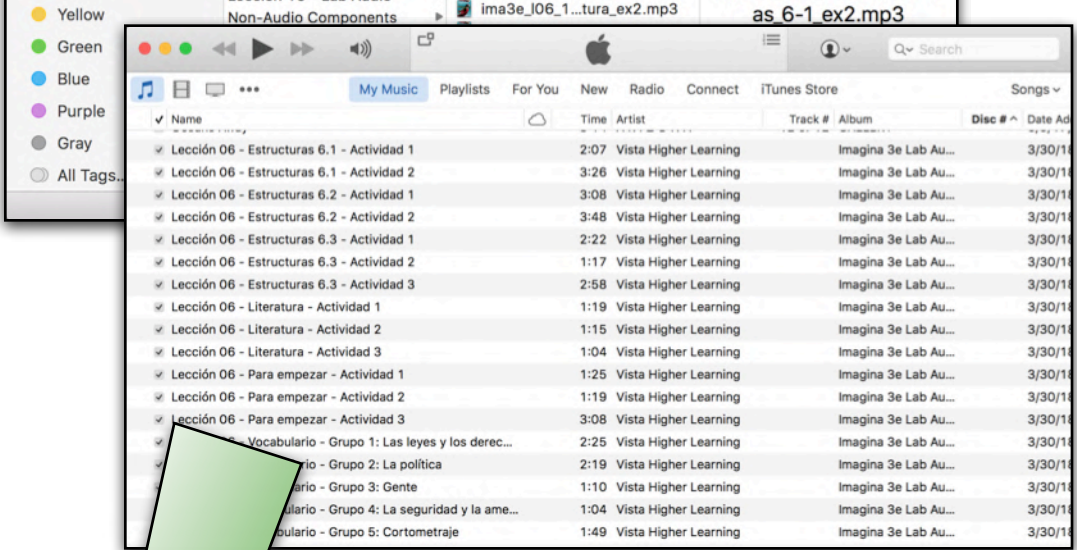 Yellow
Green
Blue
Purple
Gray
All Tags...
Non-Audio Components
ima3e_l06_1...tura_ex2.mp3
as_6-1_ex2.mp3
Search
My Music Playlists For You New Radio Connect iTunes Store Songs
Name Time Artist Track # Album Disc # Date Ad
Lección 06 - Estructuras 6.1 - Actividad 1 2:07 Vista Higher Learning Imagina 3e Lab Au... 3/30/18
Lección 06 - Estructuras 6.1 - Actividad 2 3:26 Vista Higher Learning Imagina 3e Lab Au... 3/30/18
Lección 06 - Estructuras 6.2 - Actividad 1 3:08 Vista Higher Learning Imagina 3e Lab Au... 3/30/18
Lección 06 - Estructuras 6.2 - Actividad 2 3:48 Vista Higher Learning Imagina 3e Lab Au... 3/30/18
Lección 06 - Estructuras 6.3 - Actividad 1 2:22 Vista Higher Learning Imagina 3e Lab Au... 3/30/18
Lección 06 - Estructuras 6.3 - Actividad 2 1:17 Vista Higher Learning Imagina 3e Lab Au... 3/30/18
Lección 06 - Estructuras 6.3 - Actividad 3 2:58 Vista Higher Learning Imagina 3e Lab Au... 3/30/18
Lección 06 - Literatura - Actividad 1 1:19 Vista Higher Learning Imagina 3e Lab Au... 3/30/18
Lección 06 - Literatura - Actividad 2 1:15 Vista Higher Learning Imagina 3e Lab Au... 3/30/18
Lección 06 - Literatura - Actividad 3 1:04 Vista Higher Learning Imagina 3e Lab Au... 3/30/18
Lección 06 - Para empezar - Actividad 1 1:25 Vista Higher Learning Imagina 3e Lab Au... 3/30/18
Lección 06 - Para empezar - Actividad 2 1:19 Vista Higher Learning Imagina 3e Lab Au... 3/30/18
Lección 06 - Para empezar - Actividad 3 3:08 Vista Higher Learning Imagina 3e Lab Au... 3/30/18
Vocabulario - Grupo 1: Las leyes y los derec... 2:25 Vista Higher Learning Imagina 3e Lab Au... 3/30/18
rio - Grupo 2: La política 2:19 Vista Higher Learning Imagina 3e Lab Au... 3/30/18
ario - Grupo 3: Gente 1:10 Vista Higher Learning Imagina 3e Lab Au... 3/30/18
ulario - Grupo 4: La seguridad y la ame... 1:04 Vista Higher Learning Imagina 3e Lab Au... 3/30/18
bulario - Grupo 5: Cortometraje 1:49 Vista Higher Learning Imagina 3e Lab Au... 3/30/18